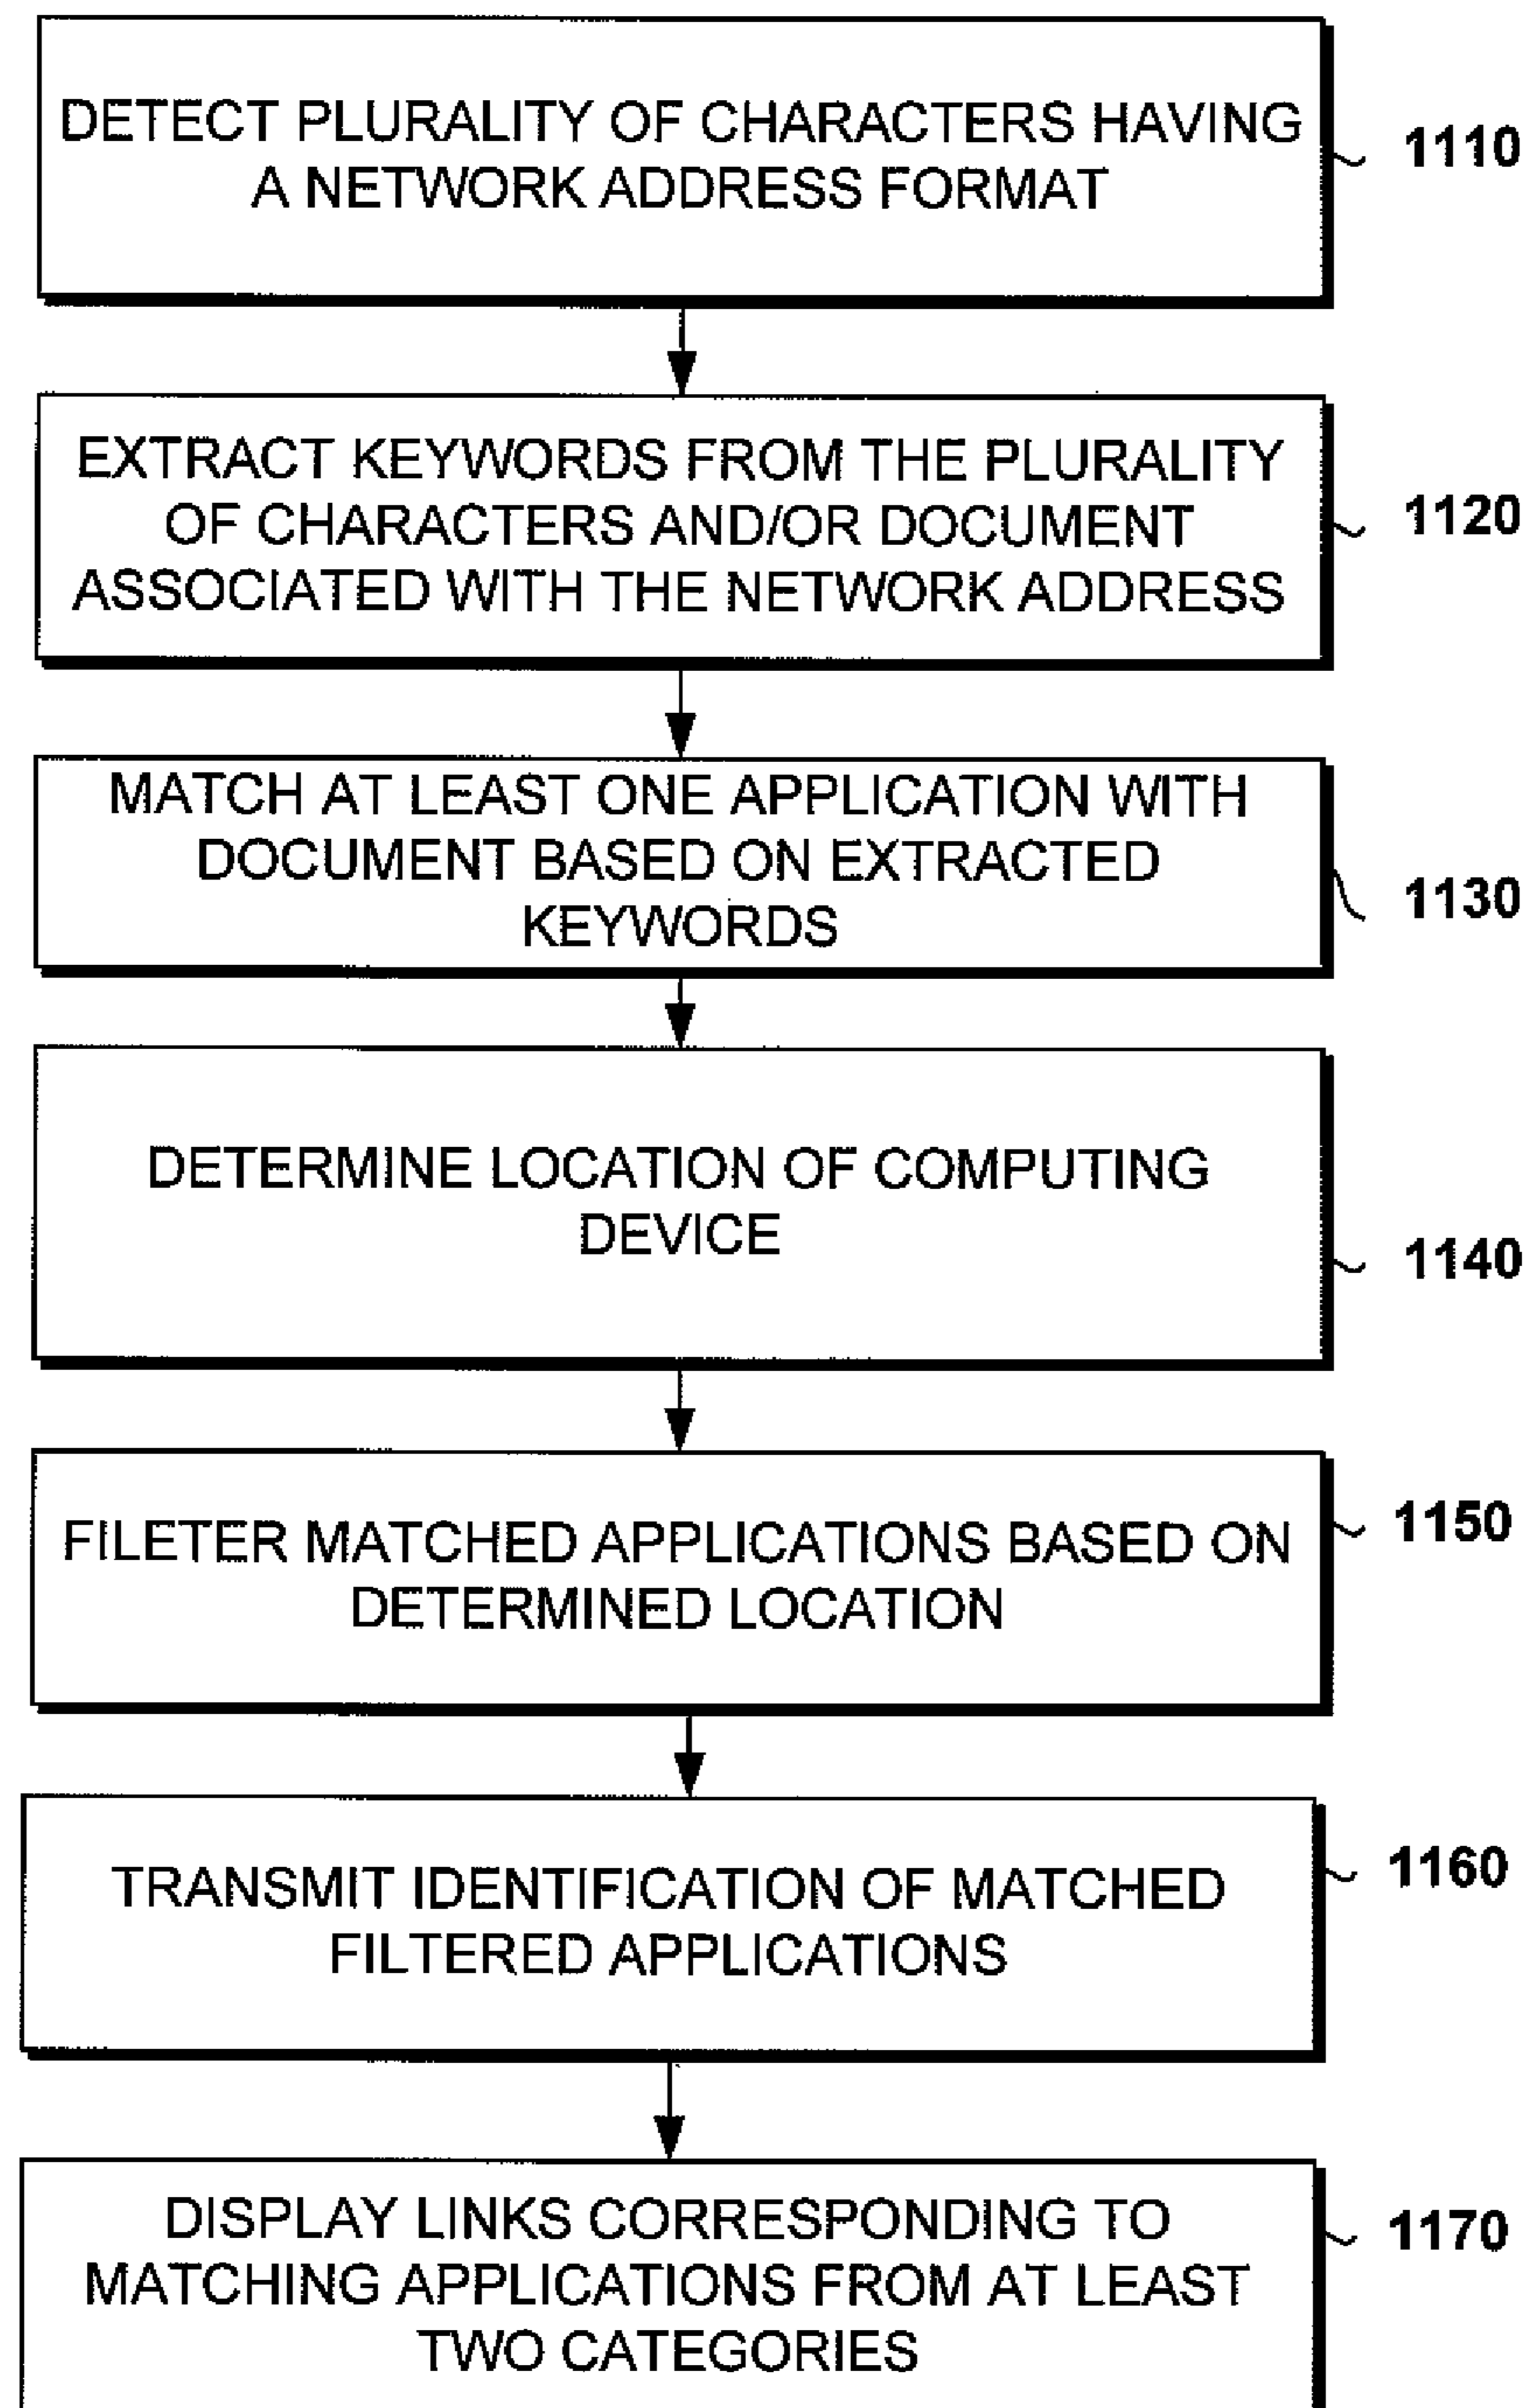 DETECT PLURALITY OF CHARACTERS HAVING
A NETWORK ADDRESS FORMAT
1110
EXTRACT KEYWORDS FROM THE PLURALITY
OF CHARACTERS AND/OR DOCUMENT
ASSOCIATED WITH THE NETWORK ADDRESS
1120
MATCH AT LEAST ONE APPLICATION WITH
DOCUMENT BASED ON EXTRACTED
KEYWORDS
1130
DETERMINE LOCATION OF COMPUTING
DEVICE
1140
FILETER MATCHED APPLICATIONS BASED ON
DETERMINED LOCATION
1150
TRANSMIT IDENTIFICATION OF MATCHED
FILTERED APPLICATIONS
1160
DISPLAY LINKS CORRESPONDING TO
MATCHING APPLICATIONS FROM AT LEAST
TWO CATEGORIES
1170